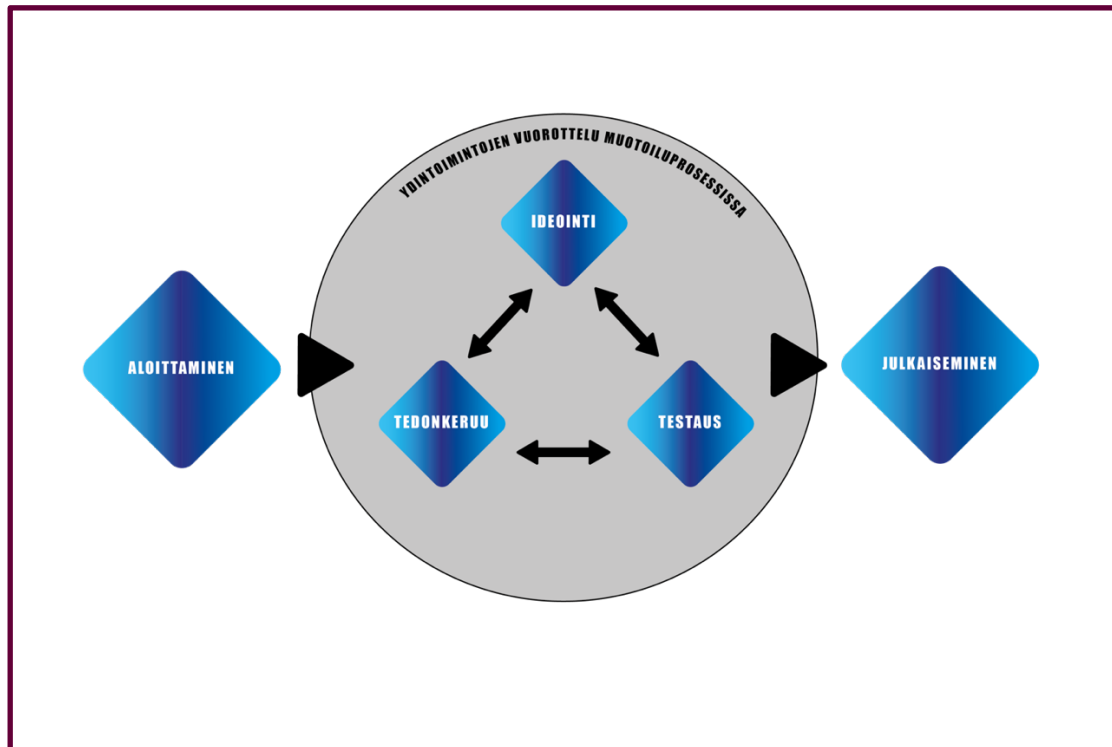 YDINTOIMINTOJEN VUOROTTELU MUOTOILUPROSESSISSA
IDEOINTI
ALOITTAMINEN
JULKAISEMINEN
TEDONKERUU
TESTAUS